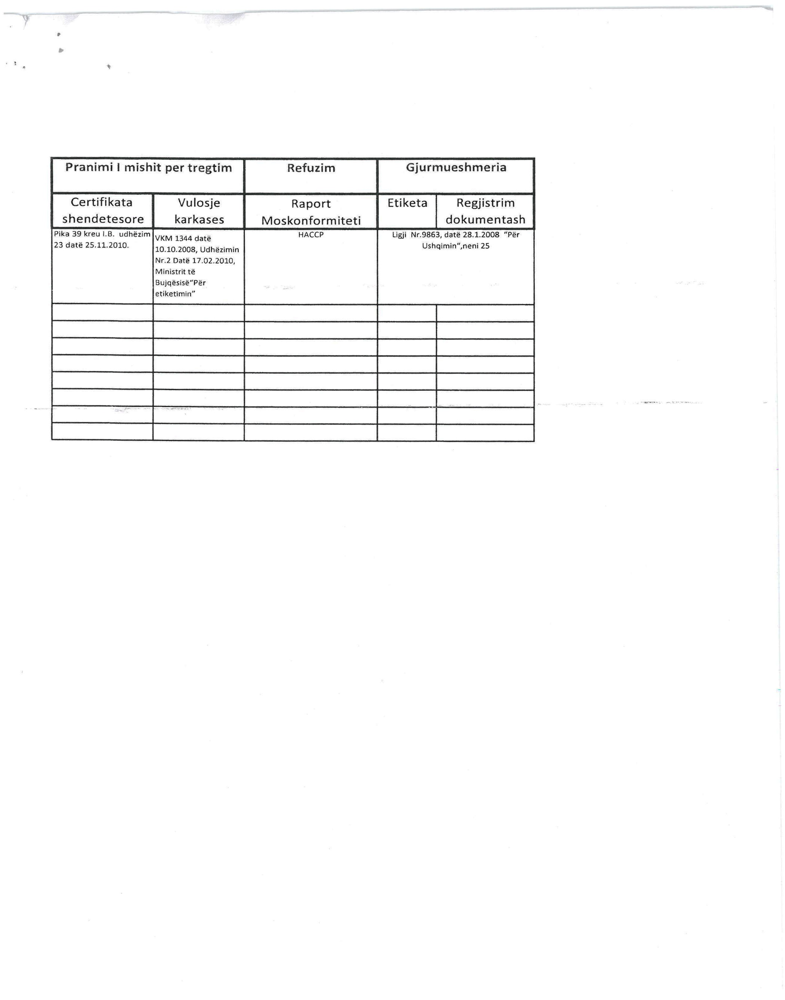 Pranimi I mishit per tregtim
Refuzim
Gjurmueshmeria
Certifikata
shendetesore
Vulosje
karkases
Raport
Moskonformiteti
Etiketa
Regjistrim
dokumentash
Pika 39 kreu I.B. udhëzim
23 datë 25.11.2010.
VKM 1344 datë
10.10.2008, Udhëzimin
Nr.2 Datë 17.02.2010,
Ministrit të
Bujqësisë"Për
etiketimin"
HACCP
Ligji Nr.9863, datë 28.1.2008 "Për
Ushqimin",neni 25